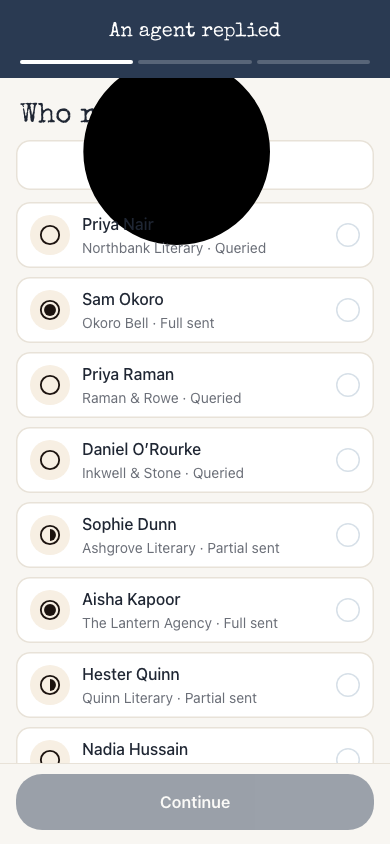 An agent replied
Who
Priya Nair
Northbank Literary · Queried
Sam Okoro
Okoro Bell · Full sent
Priya Raman
Raman & Rowe · Queried
Daniel O’Rourke
Inkwell & Stone · Queried
Sophie Dunn
Ashgrove Literary · Partial sent
Aisha Kapoor
The Lantern Agency · Full sent
Hester Quinn
Quinn Literary · Partial sent
Nadia Hussain
Continue